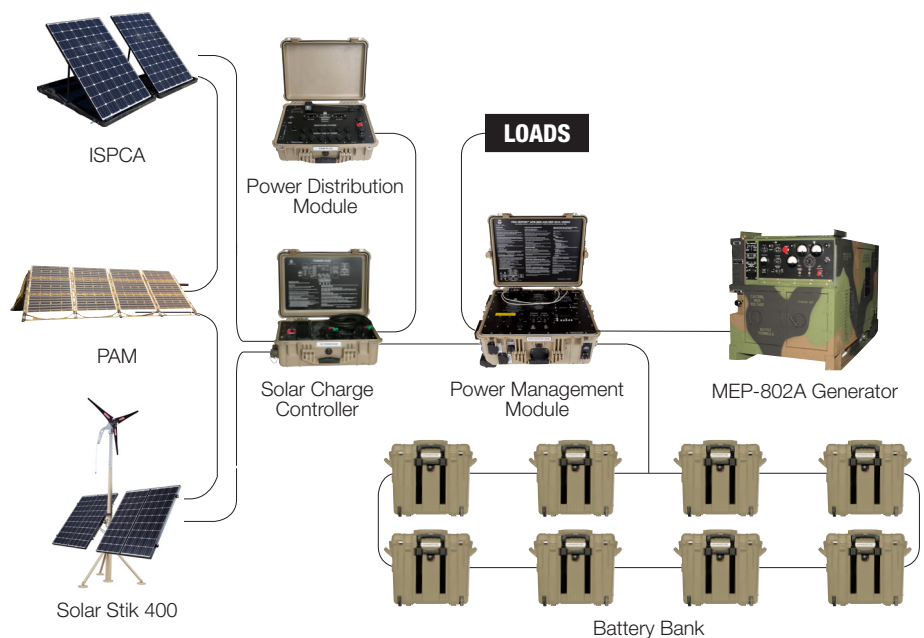 ISPCA
Power Distribution
Module
LOADS
PAM
Solar Charge
Controller
Power Management
Module
MEP-802A Generator
Solar Stik 400
Battery Bank